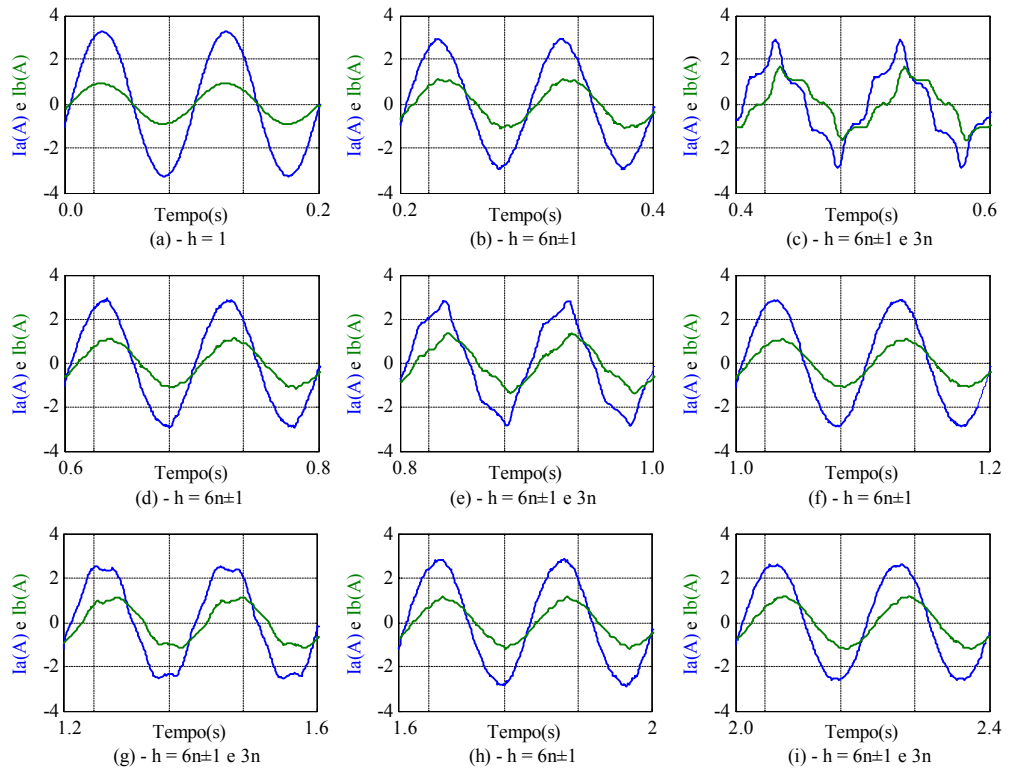 4
2
0
-2
-4
Ia(A) e Ib(A)
0.0
Tempo(s)
0.2
(a) - h = 1
4
2
0
-2
-4
Ia(A) e Ib(A)
0.2
Tempo(s)
0.4
(b) - h = 6n±1
4
2
0
-2
-4
Ia(A) e Ib(A)
0.4
Tempo(s)
0.6
(c) - h = 6n±1 e 3n
4
2
0
-2
-4
Ia(A) e Ib(A)
0.6
Tempo(s)
0.8
(d) - h = 6n±1
4
2
0
-2
-4
Ia(A) e Ib(A)
0.8
Tempo(s)
1.0
(e) - h = 6n±1 e 3n
4
2
0
-2
-4
Ia(A) e Ib(A)
1.0
Tempo(s)
1.2
(f) - h = 6n±1
4
2
0
-2
-4
Ia(A) e Ib(A)
1.2
Tempo(s)
1.6
(g) - h = 6n±1 e 3n
4
2
0
-2
-4
Ia(A) e Ib(A)
1.6
Tempo(s)
2
(h) - h = 6n±1
4
2
0
-2
-4
Ia(A) e Ib(A)
2.0
Tempo(s)
2.4
(i) - h = 6n±1 e 3n